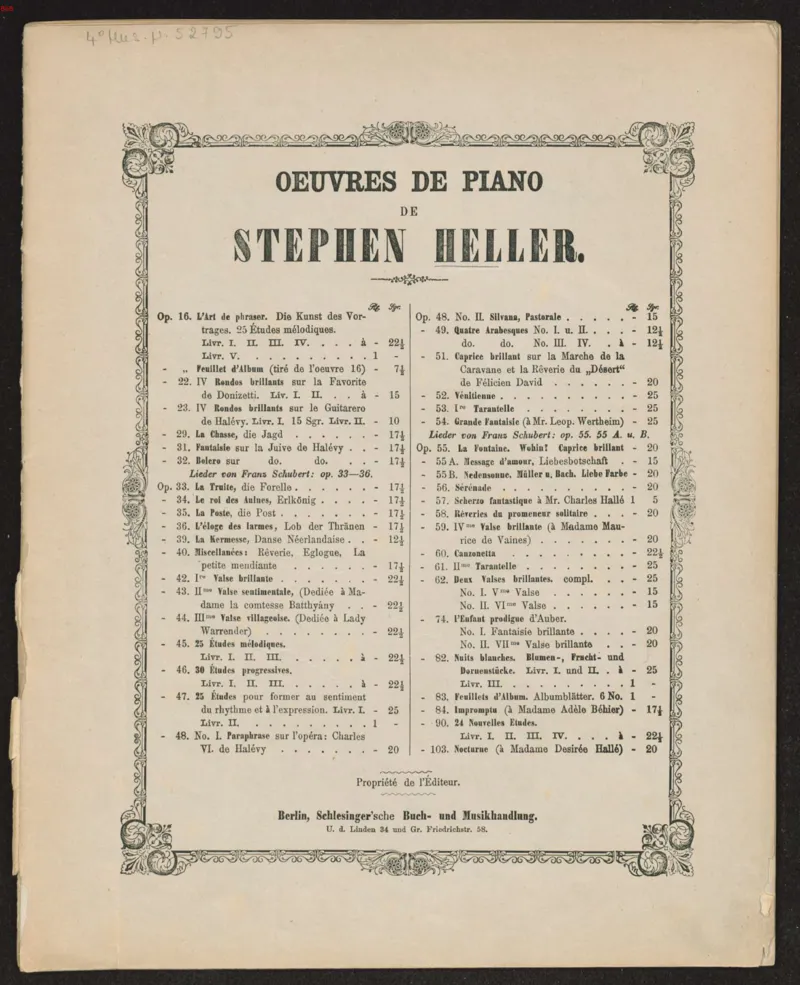 4° Mus. p. 52795
OEUVRES DE PIANO
DE
STEPHEN HELLER.
Op. 16. L'Art de phraser. Die Kunst des Vor-
trages. 25 Études mélodiques.
Livr. I. II. III. IV. . . . à - 22½
Livr. V. . . . . . . . . . 1 -
- „ Feuillet d'Album (tiré de l'oeuvre 16) - 7½
- 22. IV Rondos brillants sur la Favorite
de Donizetti. Liv. I. II. . . à - 15
- 23. IV Rondos brillants sur le Guitarero
de Halévy. Livr. I. 15 Sgr. Livr. II. - 10
- 29. La Chasse, die Jagd . . . . . . - 17½
- 31. Fantaisie sur la Juive de Halévy . . - 17½
- 32. Bolero sur do. do. . . - 17½
Lieder von Frans Schubert: op. 33—36.
Op. 33. La Truite, die Forelle . . . . . - 17½
- 34. Le roi des Aulnes, Erlkönig . . . . . - 17½
- 35. La Poste, die Post . . . . . . . - 17½
- 36. L'éloge des larmes, Lob der Thränen - 17½
- 39. La Kermesse, Danse Néerlandaise . . - 12½
- 40. Miscellanées: Rêverie, Eglogue, La
petite mendiante . . . . . . - 17½
- 42. Iʳᵉ Valse brillante . . . . . . . - 22½
- 43. IIᵐᵉ Valse sentimentale, (Dediée à Ma-
dame la comtesse Batthyány . . - 22½
- 44. IIIᵐᵉ Valse villageoise. (Dediée à Lady
Warrender) . . . . . . . . - 22½
- 45. 25 Études mélodiques.
Livr. I. II. III. . . . . . à - 22½
- 46. 30 Études progressives.
Livr. I. II. III. . . . . . à - 22½
- 47. 25 Études pour former au sentiment
du rhythme et à l'expression. Livr. I. - 25
Livr. II. . . . . . . . . . 1 -
- 48. No. I. Paraphrase sur l'opéra: Charles
VI. de Halévy . . . . . . . - 20
Op. 48. No. II. Silvana, Pastorale . . . . . - 15
- 49. Quatre Arabesques No. I. u. II. . . . - 12½
do. do. No. III. IV. . à - 12½
- 51. Caprice brillant sur la Marche de la
Caravane et la Rêverie du „Désert"
de Félicien David . . . . . . - 20
- 52. Vénitienne . . . . . . . . . - 25
- 53. Iʳᵉ Tarantelle . . . . . . . . - 25
- 54. Grande Fantaisie (à Mr. Leop. Wertheim) - 25
Lieder von Frans Schubert: op. 55. 55 A. u. B.
Op. 55. La Fontaine. Wohin? Caprice brillant - 20
- 55 A. Message d'amour, Liebesbotschaft . - 15
- 55 B. Nedensonne. Müller u. Bach. Liebe Farbe - 20
- 56. Sérénade . . . . . . . . . . - 20
- 57. Scherzo fantastique à Mr. Charles Hallé 1 5
- 58. Rêveries du promeneur solitaire . . . . - 20
- 59. IVᵐᵉ Valse brillante (à Madame Mau-
rice de Vaines) . . . . . . . - 20
- 60. Canzonetta . . . . . . . . . - 22½
- 61. IIᵐᵉ Tarantelle . . . . . . . . - 25
- 62. Deux Valses brillantes. compl. . . - 25
No. I. Vᵐᵉ Valse . . . . . - 15
No. II. VIᵐᵉ Valse . . . . . - 15
- 74. l'Enfant prodigue d'Auber.
No. I. Fantaisie brillante . . . . . - 20
No. II. VIIᵐᵉ Valse brillante . . . - 20
- 82. Nuits blanches. Blumen-, Frucht- und
Dornenstücke. Livr. I. und II. . à - 25
Livr. III. . . . . . . . . . 1 -
- 83. Feuillets d'Album. Albumblätter. 6 No. 1 -
- 84. Impromptu (à Madame Adèle Béhier) - 17½
- 90. 24 Nouvelles Etudes.
Livr. I. II. III. IV. . . . à - 22½
- 103. Nocturne (à Madame Desirée Hallé) - 20
Propriété de l'Éditeur.
Berlin, Schlesinger'sche Buch- und Musikhandlung.
U. d. Linden 34 und Gr. Friedrichstr. 58.